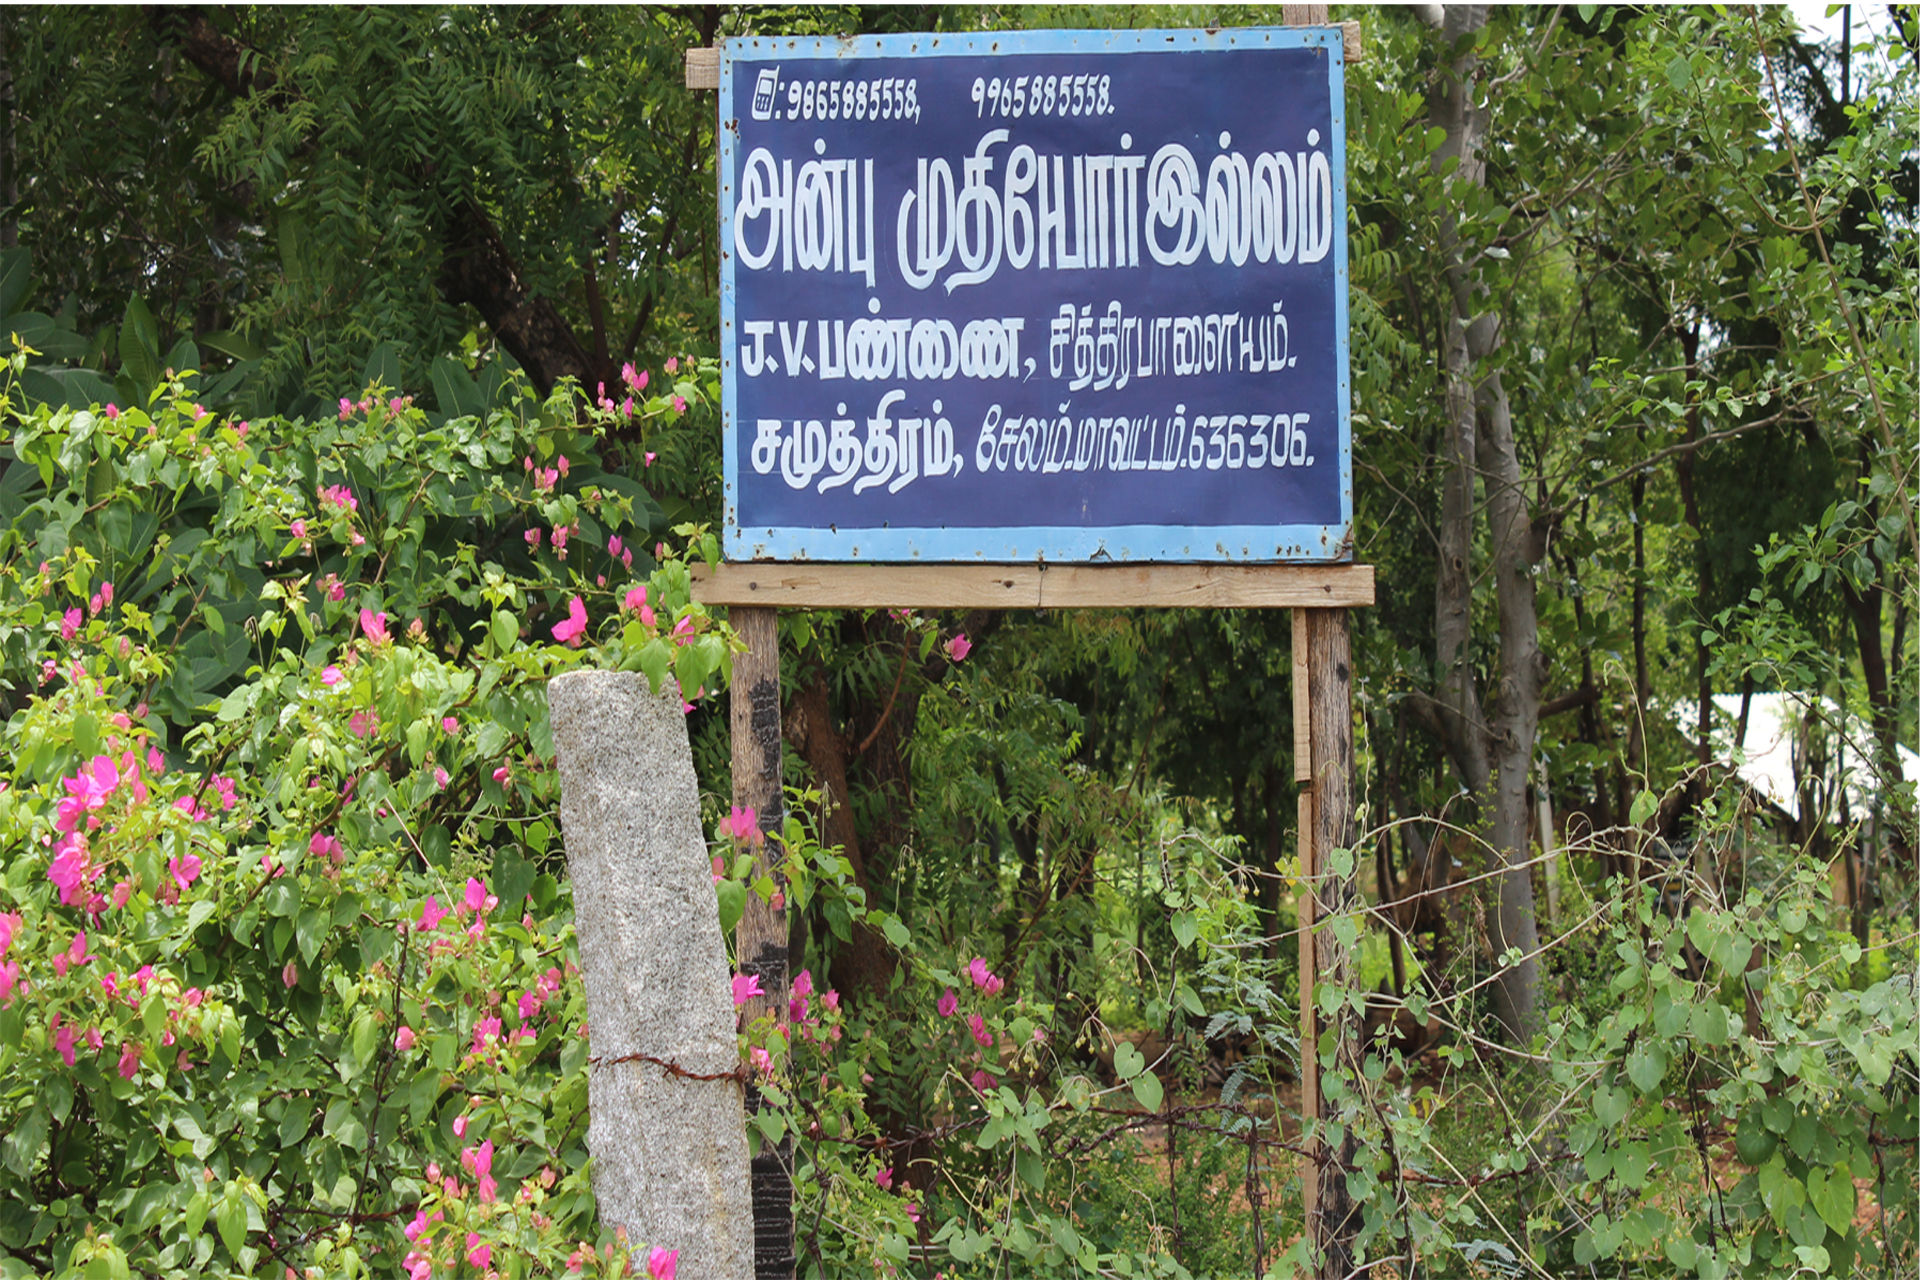 : 9865885558, 9965885558.
அன்பு முதியோர் இல்லம்
J.V. பண்ணை, சித்திரபாளையம்.
சமுத்திரம், சேலம்.மாவட்டம்.636306.